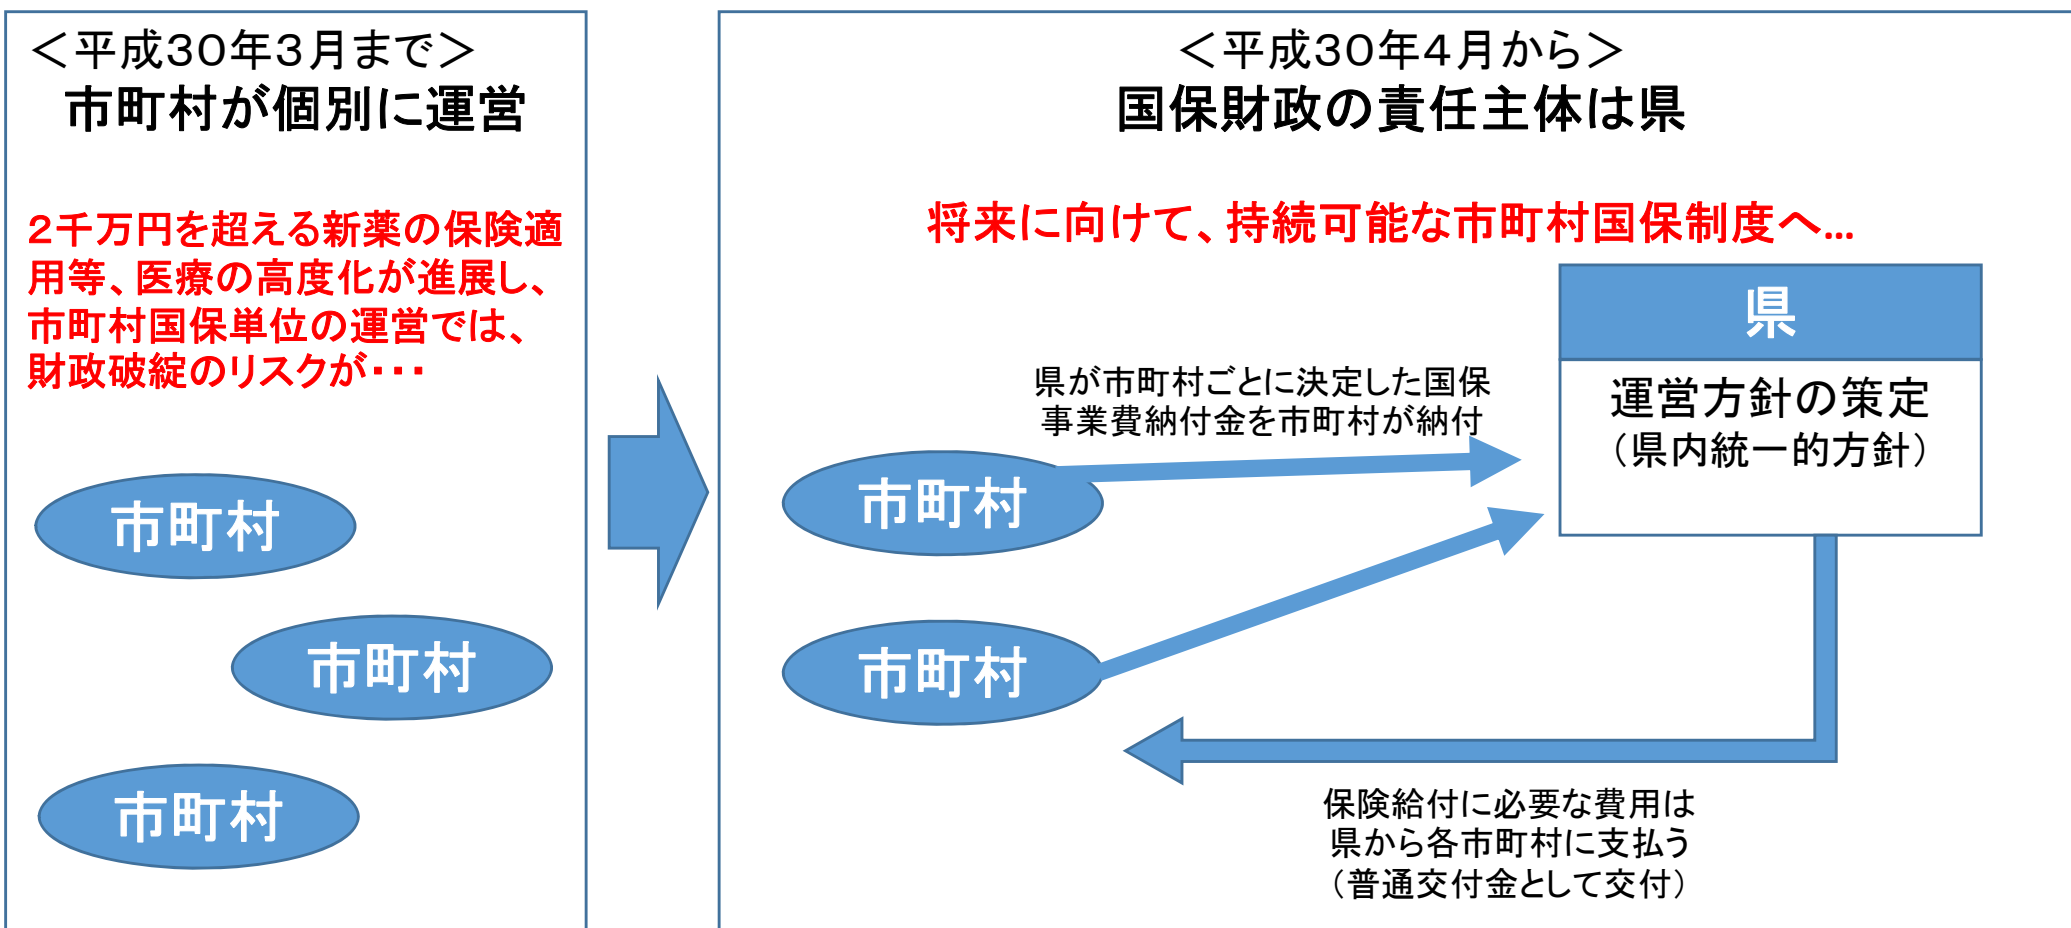 ＜平成３０年３月まで＞
市町村が個別に運営
２千万円を超える新薬の保険適
用等、医療の高度化が進展し、
市町村国保単位の運営では、
財政破綻のリスクが・・・
市町村
市町村
市町村
＜平成３０年４月から＞
国保財政の責任主体は県
将来に向けて、持続可能な市町村国保制度へ…
県
運営方針の策定
（県内統一的方針）
県が市町村ごとに決定した国保
事業費納付金を市町村が納付
市町村
市町村
保険給付に必要な費用は
県から各市町村に支払う
（普通交付金として交付）